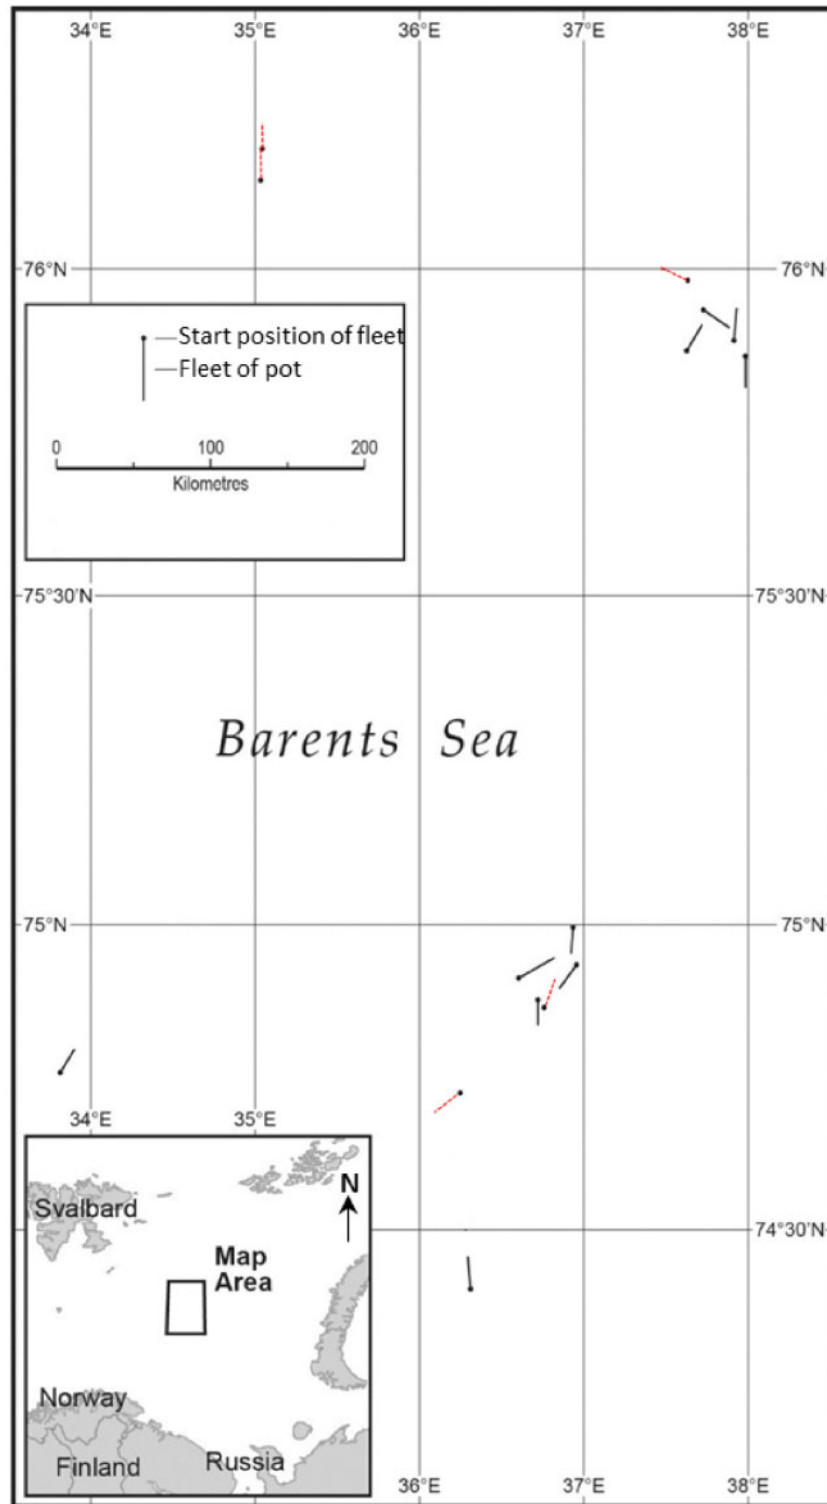 34°E 35°E 36°E 37°E 38°E
76°N 76°N
Start position of fleet
Fleet of pot
0 100 200
Kilometres
75°30'N 75°30'N
Barents Sea
75°N 75°N
34°E 35°E
N
Svalbard
Map
Area
74°30'N
Norway
Finland
Russia
36°E 37°E 38°E